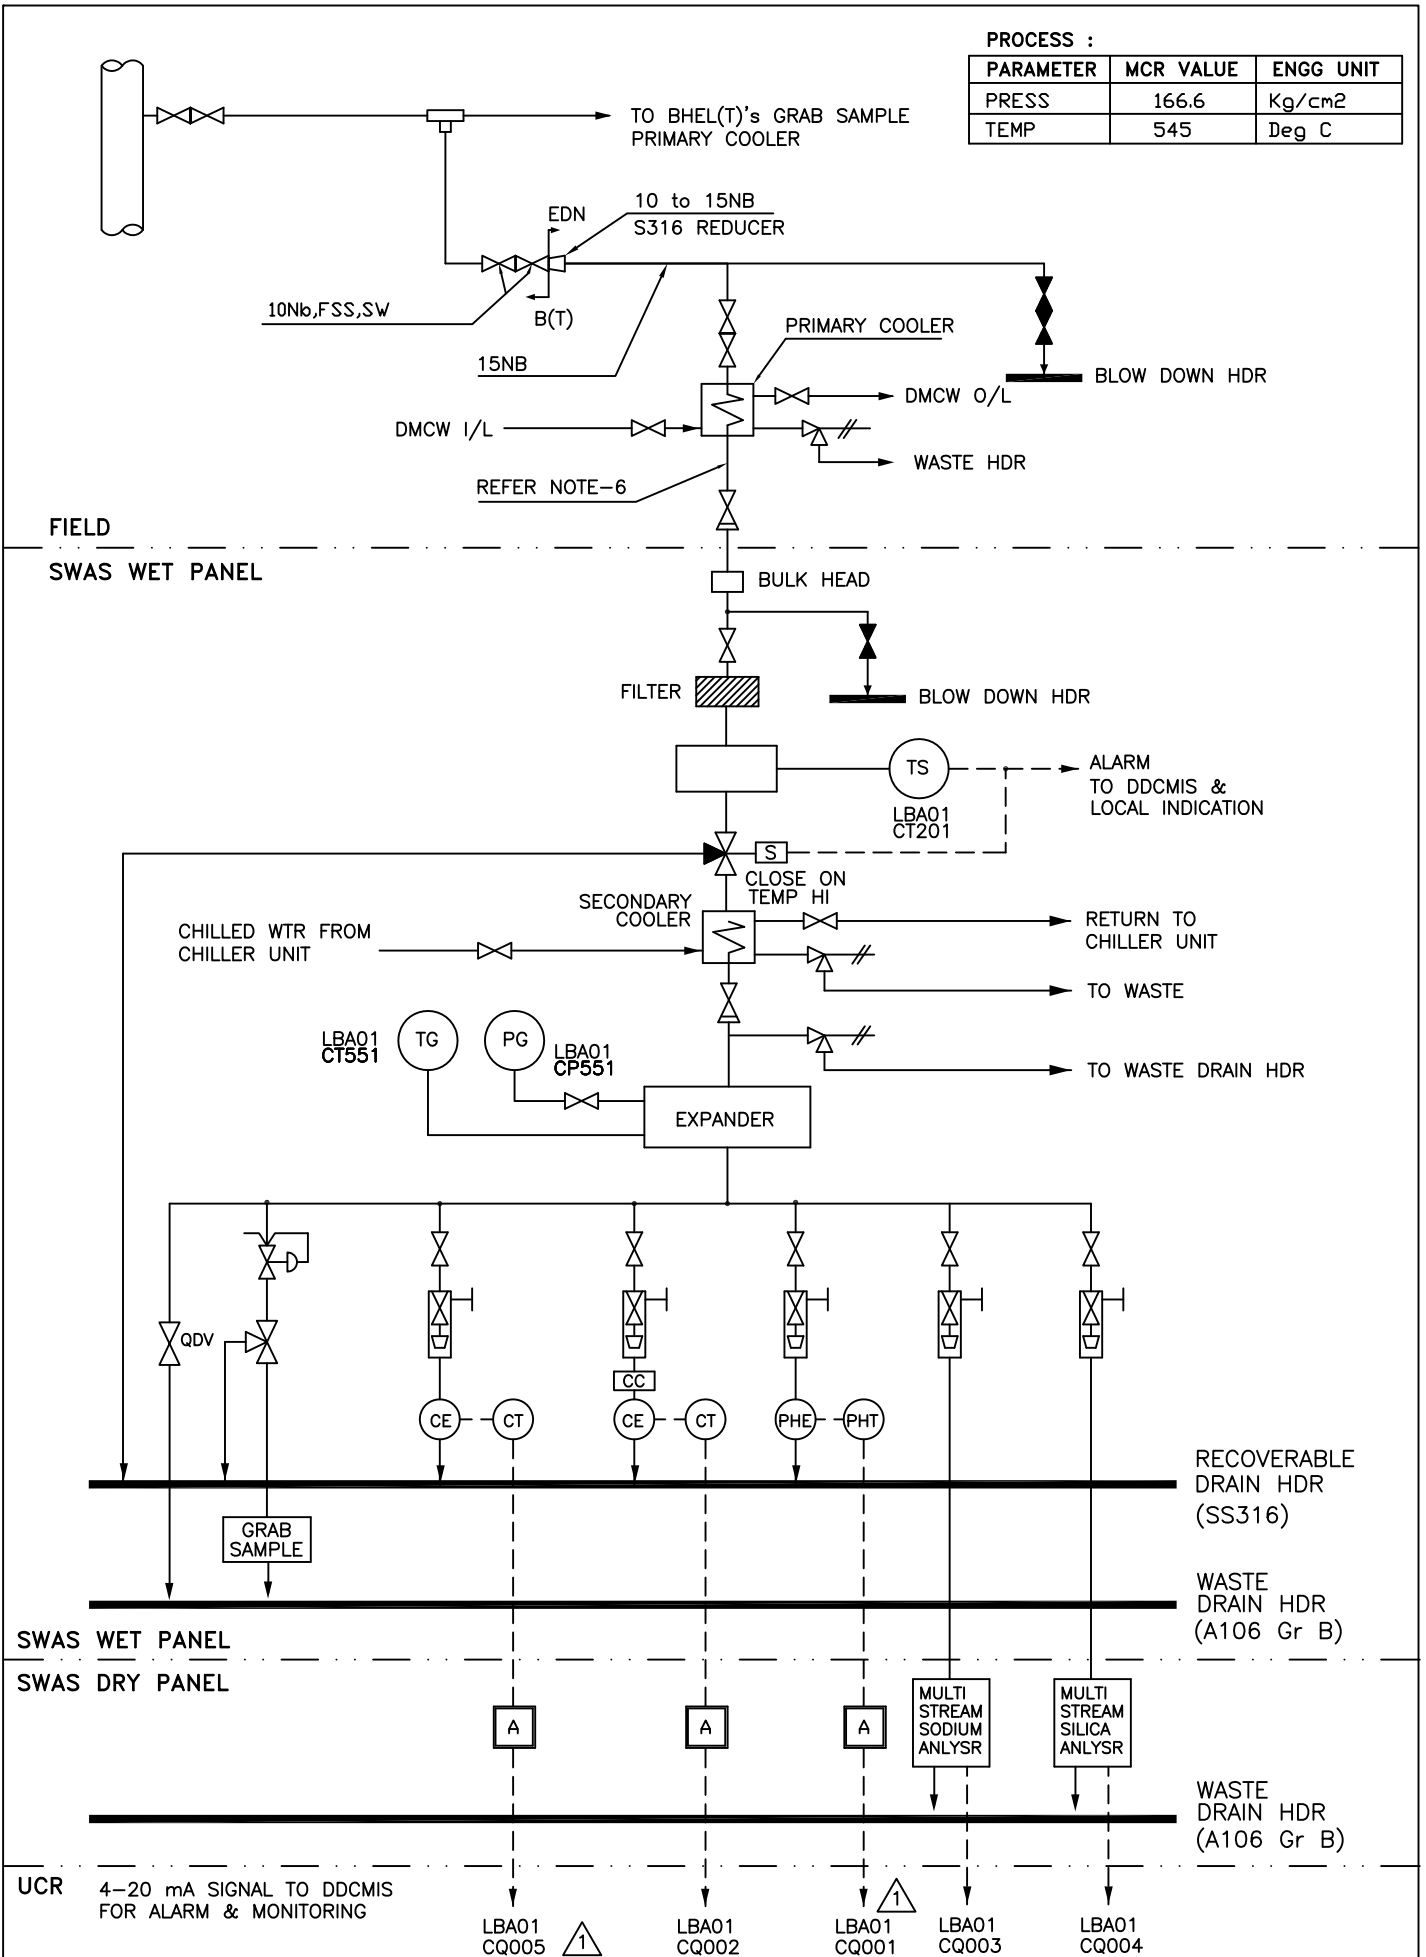 PROCESS :
PARAMETER MCR VALUE ENGG UNIT
PRESS 166.6 Kg/cm2
TEMP 545 Deg C
TO BHEL(T)'s GRAB SAMPLE
PRIMARY COOLER
10 to 15NB
S316 REDUCER
EDN
10Nb,FSS,SW
B(T)
PRIMARY COOLER
15NB
BLOW DOWN HDR
DMCW O/L
DMCW I/L
WASTE HDR
REFER NOTE-6
FIELD
SWAS WET PANEL
BULK HEAD
FILTER
BLOW DOWN HDR
TS
ALARM
TO DDCMIS &
LOCAL INDICATION
LBA01
CT201
S
CLOSE ON
TEMP HI
SECONDARY
COOLER
CHILLED WTR FROM
CHILLER UNIT
RETURN TO
CHILLER UNIT
TO WASTE
LBA01
CT551
TG
PG
LBA01
CP551
TO WASTE DRAIN HDR
EXPANDER
QDV
CC
CE CT CE CT PHE PHT
RECOVERABLE
DRAIN HDR
(SS316)
GRAB
SAMPLE
WASTE
DRAIN HDR
(A106 Gr B)
SWAS WET PANEL
SWAS DRY PANEL
A A A
MULTI
STREAM
SODIUM
ANLYSR
MULTI
STREAM
SILICA
ANLYSR
WASTE
DRAIN HDR
(A106 Gr B)
UCR
4-20 mA SIGNAL TO DDCMIS
FOR ALARM & MONITORING
LBA01
CQ005
1
LBA01
CQ002
LBA01
CQ001
1
LBA01
CQ003
LBA01
CQ004